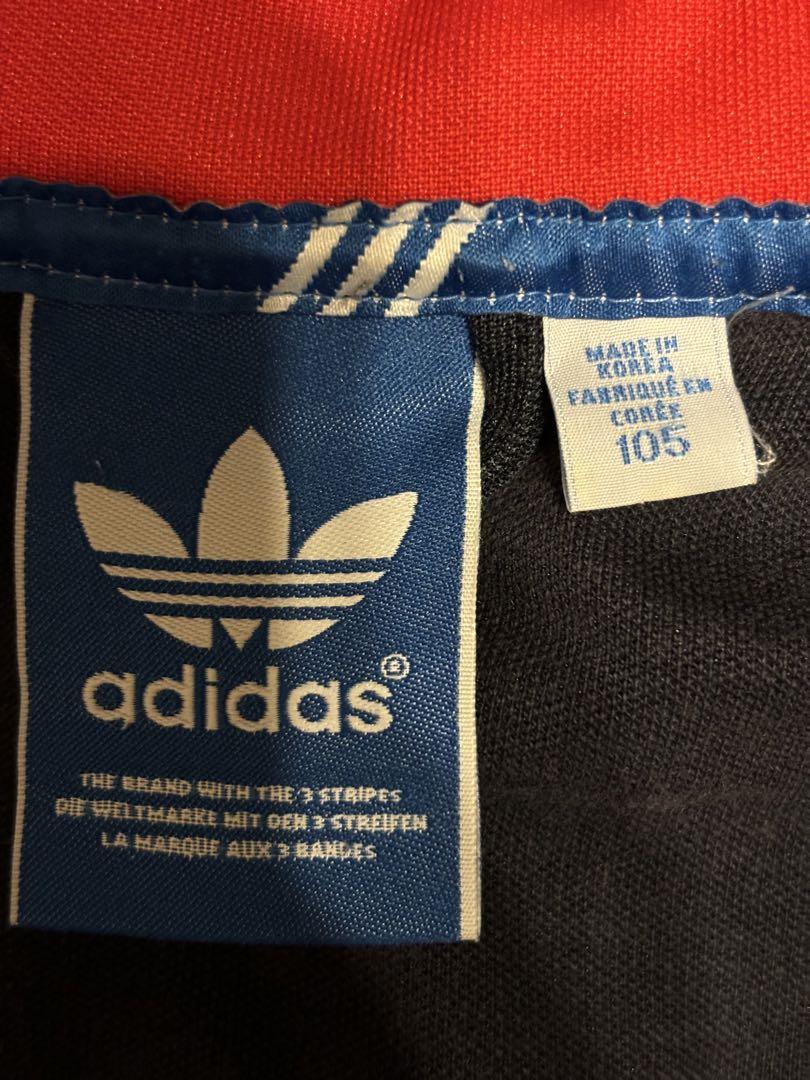 adidas®
THE BRAND WITH THE 3 STRIPES
DIE WELTMARKE MIT DEN 3 STREIFEN
LA MARQUE AUX 3 BANDES
MADE IN
KOREA
FABRIQUÉ EN
CORÉE
105